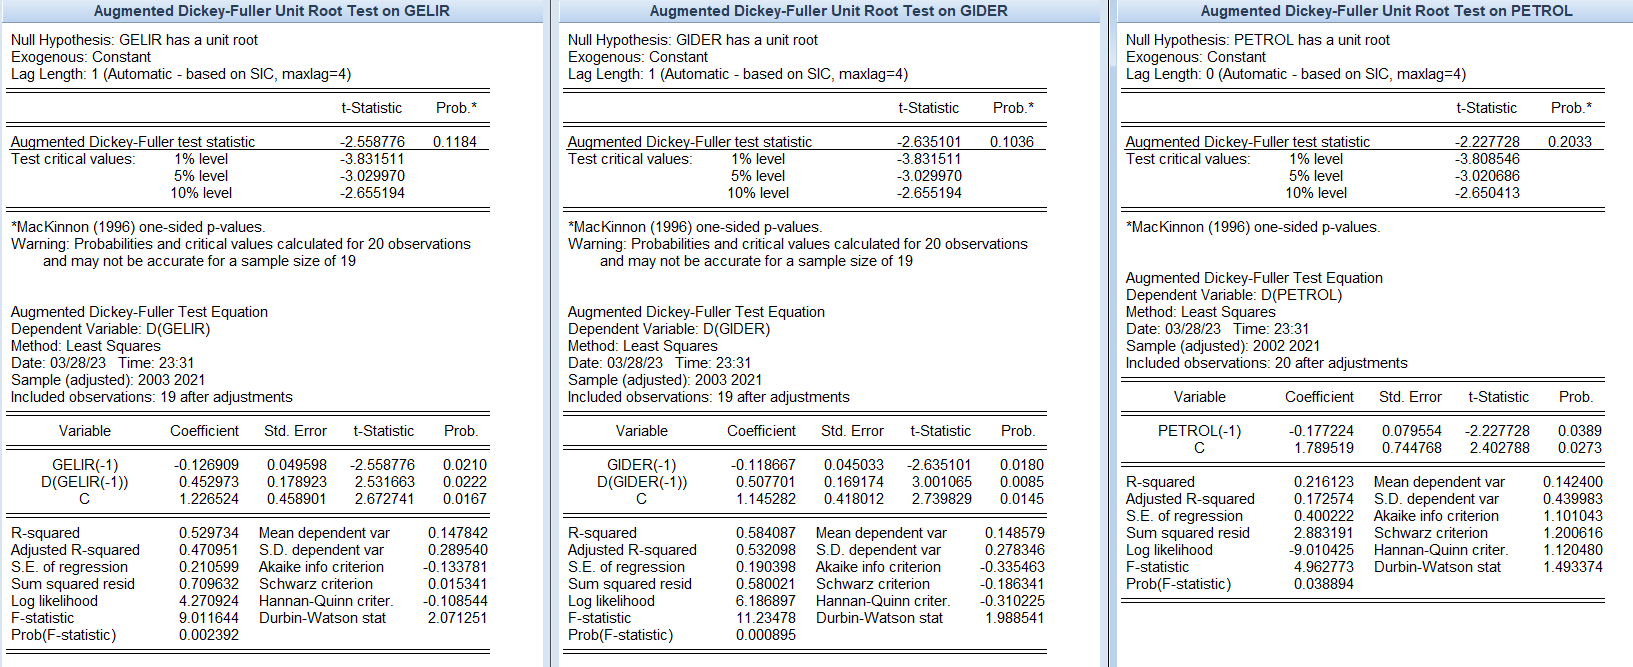 Augmented Dickey-Fuller Unit Root Test on GELIR
Null Hypothesis: GELIR has a unit root
Exogenous: Constant
Lag Length: 1 (Automatic - based on SIC, maxlag=4)
t-Statistic Prob.*
Augmented Dickey-Fuller test statistic -2.558776 0.1184
Test critical values: 1% level -3.831511
5% level -3.029970
10% level -2.655194
*MacKinnon (1996) one-sided p-values.
Warning: Probabilities and critical values calculated for 20 observations
and may not be accurate for a sample size of 19
Augmented Dickey-Fuller Test Equation
Dependent Variable: D(GELIR)
Method: Least Squares
Date: 03/28/23 Time: 23:31
Sample (adjusted): 2003 2021
Included observations: 19 after adjustments
Variable Coefficient Std. Error t-Statistic Prob.
GELIR(-1) -0.126909 0.049598 -2.558776 0.0210
D(GELIR(-1)) 0.452973 0.178923 2.531663 0.0222
C 1.226524 0.458901 2.672741 0.0167
R-squared 0.529734 Mean dependent var 0.147842
Adjusted R-squared 0.470951 S.D. dependent var 0.289540
S.E. of regression 0.210599 Akaike info criterion -0.133781
Sum squared resid 0.709632 Schwarz criterion 0.015341
Log likelihood 4.270924 Hannan-Quinn criter. -0.108544
F-statistic 9.011644 Durbin-Watson stat 2.071251
Prob(F-statistic) 0.002392
Augmented Dickey-Fuller Unit Root Test on GIDER
Null Hypothesis: GIDER has a unit root
Exogenous: Constant
Lag Length: 1 (Automatic - based on SIC, maxlag=4)
t-Statistic Prob.*
Augmented Dickey-Fuller test statistic -2.635101 0.1036
Test critical values: 1% level -3.831511
5% level -3.029970
10% level -2.655194
*MacKinnon (1996) one-sided p-values.
Warning: Probabilities and critical values calculated for 20 observations
and may not be accurate for a sample size of 19
Augmented Dickey-Fuller Test Equation
Dependent Variable: D(GIDER)
Method: Least Squares
Date: 03/28/23 Time: 23:31
Sample (adjusted): 2003 2021
Included observations: 19 after adjustments
Variable Coefficient Std. Error t-Statistic Prob.
GIDER(-1) -0.118667 0.045033 -2.635101 0.0180
D(GIDER(-1)) 0.507701 0.169174 3.001065 0.0085
C 1.145282 0.418012 2.739829 0.0145
R-squared 0.584087 Mean dependent var 0.148579
Adjusted R-squared 0.532098 S.D. dependent var 0.278346
S.E. of regression 0.190398 Akaike info criterion -0.335463
Sum squared resid 0.580021 Schwarz criterion -0.186341
Log likelihood 6.186897 Hannan-Quinn criter. -0.310225
F-statistic 11.23478 Durbin-Watson stat 1.988541
Prob(F-statistic) 0.000895
Augmented Dickey-Fuller Unit Root Test on PETROL
Null Hypothesis: PETROL has a unit root
Exogenous: Constant
Lag Length: 0 (Automatic - based on SIC, maxlag=4)
t-Statistic Prob.*
Augmented Dickey-Fuller test statistic -2.227728 0.2033
Test critical values: 1% level -3.808546
5% level -3.020686
10% level -2.650413
*MacKinnon (1996) one-sided p-values.
Augmented Dickey-Fuller Test Equation
Dependent Variable: D(PETROL)
Method: Least Squares
Date: 03/28/23 Time: 23:31
Sample (adjusted): 2002 2021
Included observations: 20 after adjustments
Variable Coefficient Std. Error t-Statistic Prob.
PETROL(-1) -0.177224 0.079554 -2.227728 0.0389
C 1.789519 0.744768 2.402788 0.0273
R-squared 0.216123 Mean dependent var 0.142400
Adjusted R-squared 0.172574 S.D. dependent var 0.439983
S.E. of regression 0.400222 Akaike info criterion 1.101043
Sum squared resid 2.883191 Schwarz criterion 1.200616
Log likelihood -9.010425 Hannan-Quinn criter. 1.120480
F-statistic 4.962773 Durbin-Watson stat 1.493374
Prob(F-statistic) 0.038894